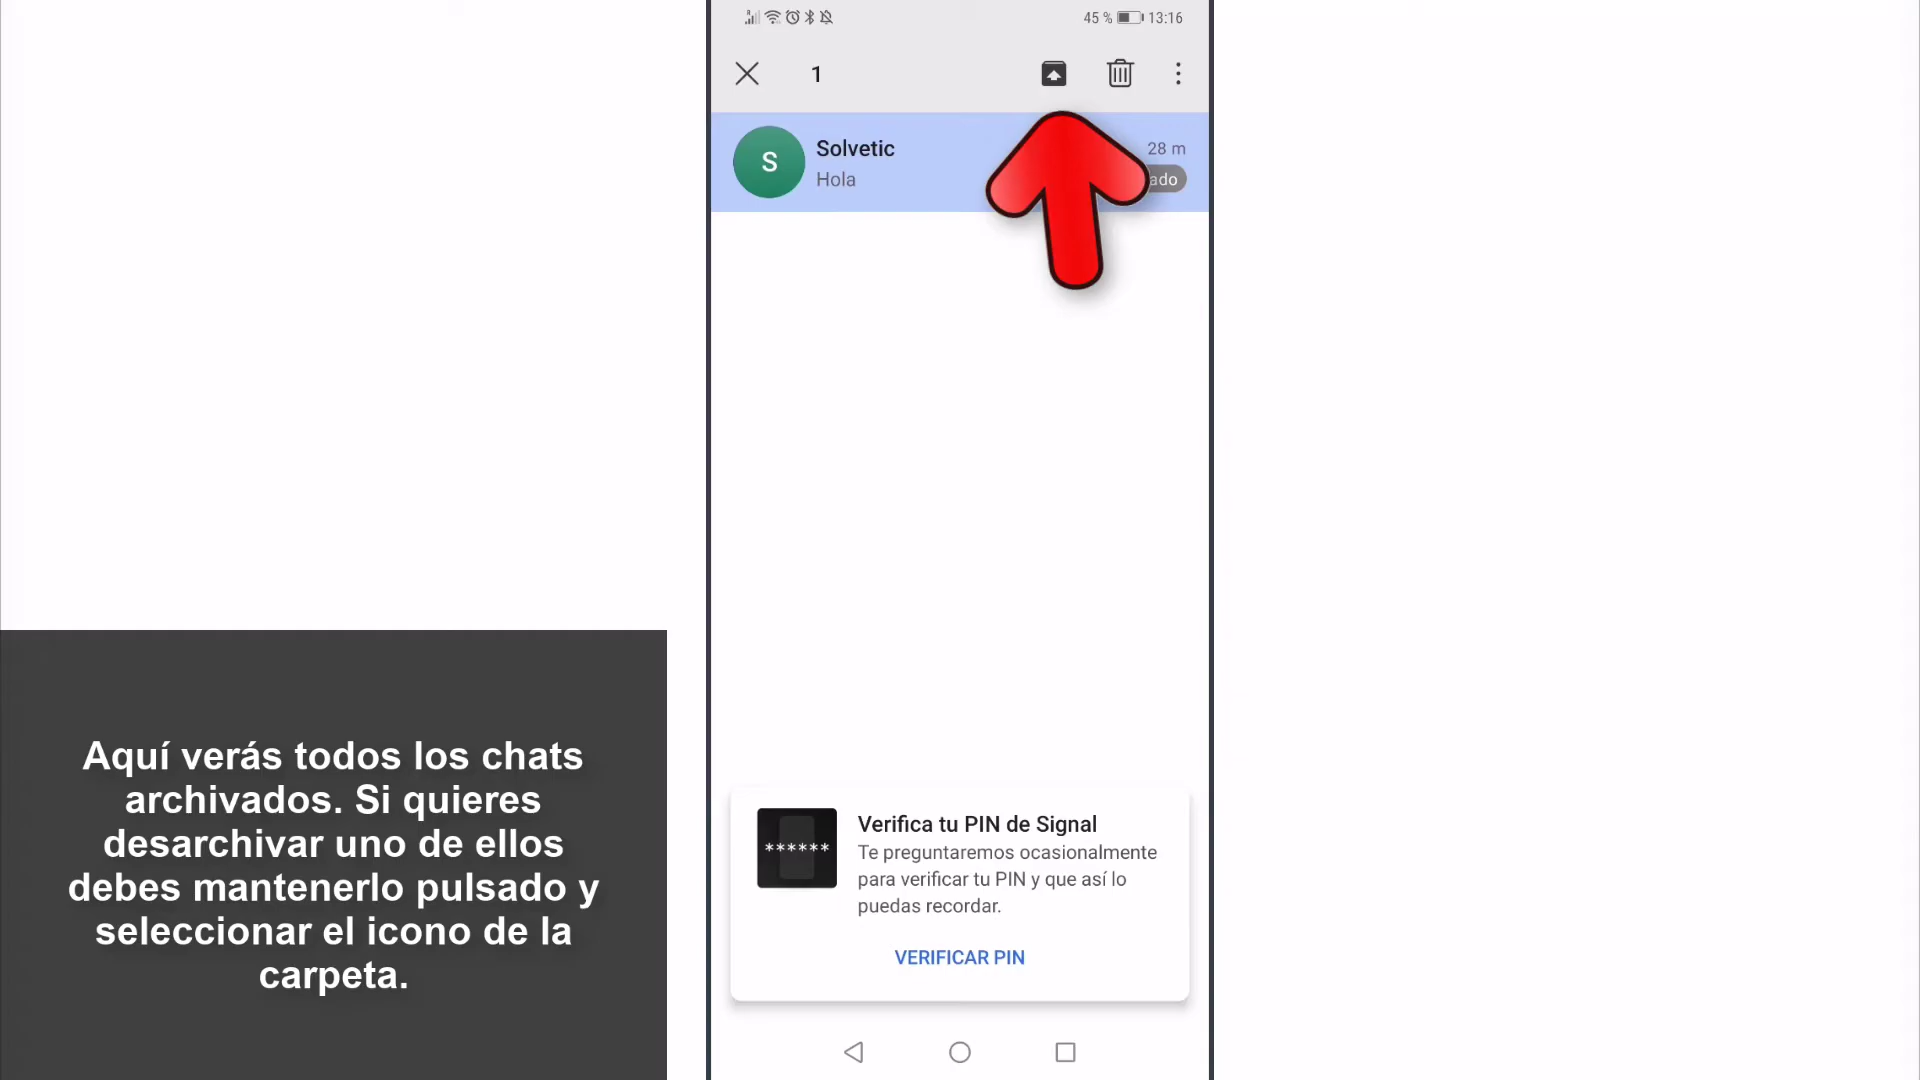 45 % 13:16
1
Solvetic
28 m
Hola
ado
Verifica tu PIN de Signal
Te preguntaremos ocasionalmente
para verificar tu PIN y que así lo
puedas recordar.
******
VERIFICAR PIN
Aquí verás todos los chats
archivados. Si quieres
desarchivar uno de ellos
debes mantenerlo pulsado y
seleccionar el icono de la
carpeta.
S